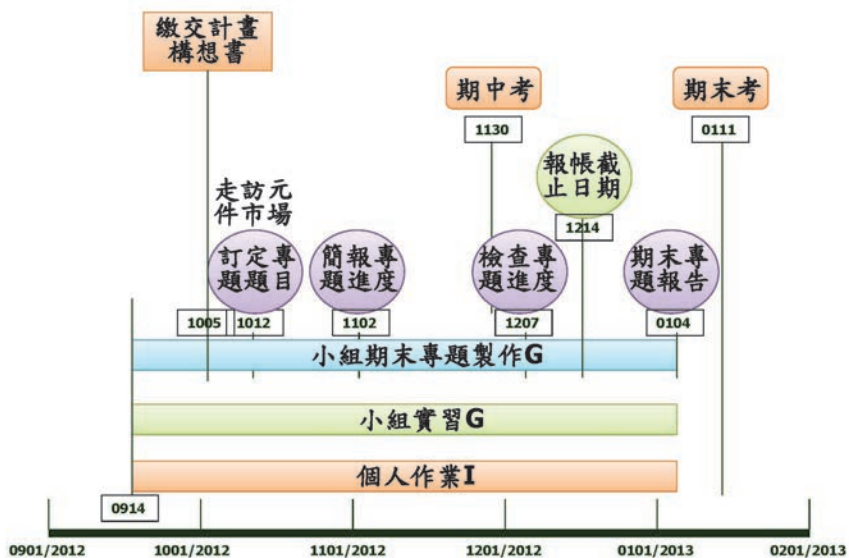 繳交計畫
構想書
期中考
期末考
1130
0111
報帳截
止日期
1214
走訪元
件市場
訂定專
題題目
簡報專
題進度
檢查專
題進度
期末專
題報告
1005
1012
1102
1207
0104
小組期末專題製作G
小組實習G
個人作業I
0914
0901/2012
1001/2012
1101/2012
1201/2012
0101/2013
0201/2013